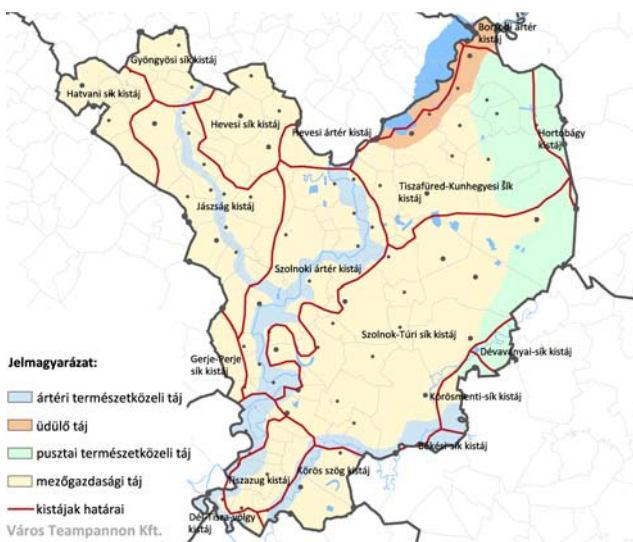 Borsodi ártér
kistáj
Gyöngyösi sík kistáj
Hatvani sík kistáj
Hevesi sík kistáj
Hevesi ártér kistáj
Hortobágy
kistáj
Tiszafüred-Kunhegyesi sík
kistáj
Jászság kistáj
Szolnoki ártér kistáj
Szolnok-Túri sík kistáj
Gerje-Perje
sík kistáj
Dévaványai-sík kistáj
Körösmenti-sík kistáj
Békési-sík kistáj
Körös szög kistáj
Tiszazug kistáj
Dél-Tisza-völgy
kistáj
Jelmagyarázat:
ártéri természetközeli táj
üdülő táj
pusztai természetközeli táj
mezőgazdasági táj
kistájak határai
Város Teampannon Kft.